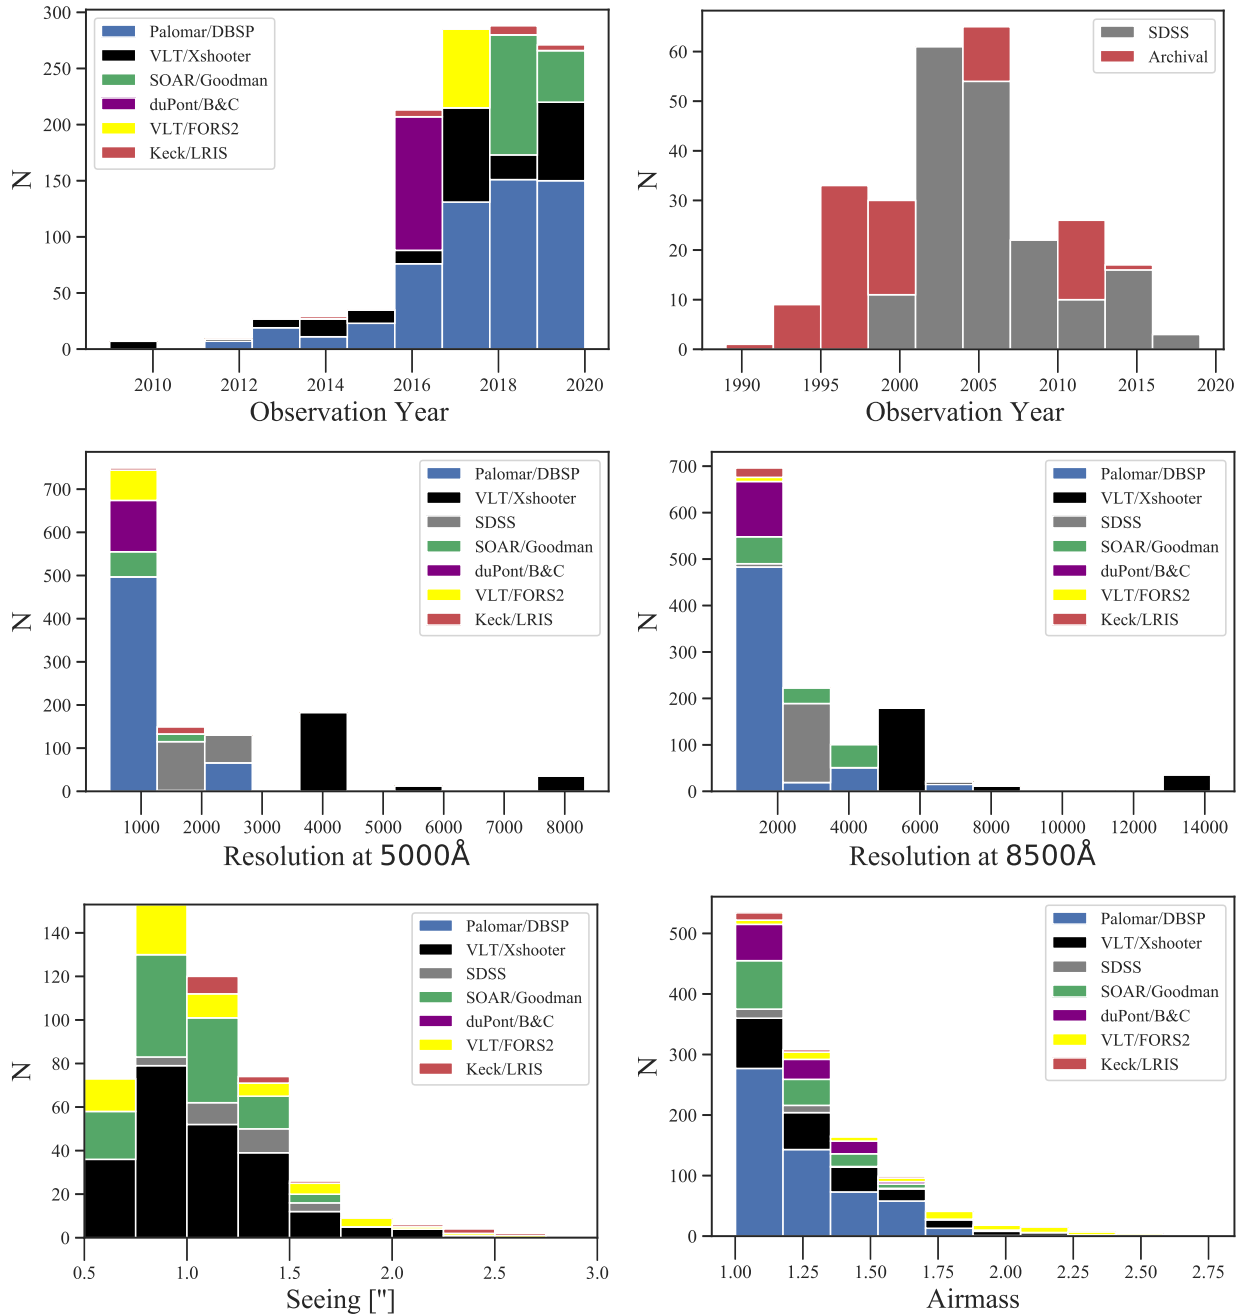 300
250
200
150
100
50
0
N
Palomar/DBSP
VLT/Xshooter
SOAR/Goodman
duPont/B&C
VLT/FORS2
Keck/LRIS
2010 2012 2014 2016 2018 2020
Observation Year
60
50
40
30
20
10
0
N
SDSS
Archival
1990 1995 2000 2005 2010 2015 2020
Observation Year
700
600
500
400
300
200
100
0
N
Palomar/DBSP
VLT/Xshooter
SDSS
SOAR/Goodman
duPont/B&C
VLT/FORS2
Keck/LRIS
1000 2000 3000 4000 5000 6000 7000 8000
Resolution at 5000Å
700
600
500
400
300
200
100
0
N
Palomar/DBSP
VLT/Xshooter
SDSS
SOAR/Goodman
duPont/B&C
VLT/FORS2
Keck/LRIS
2000 4000 6000 8000 10000 12000 14000
Resolution at 8500Å
140
120
100
80
60
40
20
0
N
Palomar/DBSP
VLT/Xshooter
SDSS
SOAR/Goodman
duPont/B&C
VLT/FORS2
Keck/LRIS
0.5 1.0 1.5 2.0 2.5 3.0
Seeing ["]
500
400
300
200
100
0
N
Palomar/DBSP
VLT/Xshooter
SDSS
SOAR/Goodman
duPont/B&C
VLT/FORS2
Keck/LRIS
1.00 1.25 1.50 1.75 2.00 2.25 2.50 2.75
Airmass